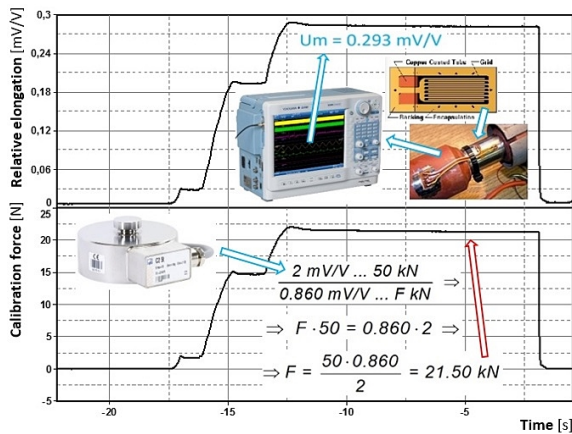 Relative elongation [mV/V]
0,3
0,24
0,18
0,12
0,06
0
Um = 0.293 mV/V
Copper Coated Tabs
Grid
Backing
Encapsulation
YOKOGAWA
Calibration force [N]
25
20
15
10
5
0
-5
2 mV/V ... 50 kN
0.860 mV/V ... F kN
⇒
⇒ F · 50 = 0.860 · 2 ⇒
⇒ F = 50 · 0.860 / 2 = 21.50 kN
C2
-20
-15
-10
-5
Time [s]